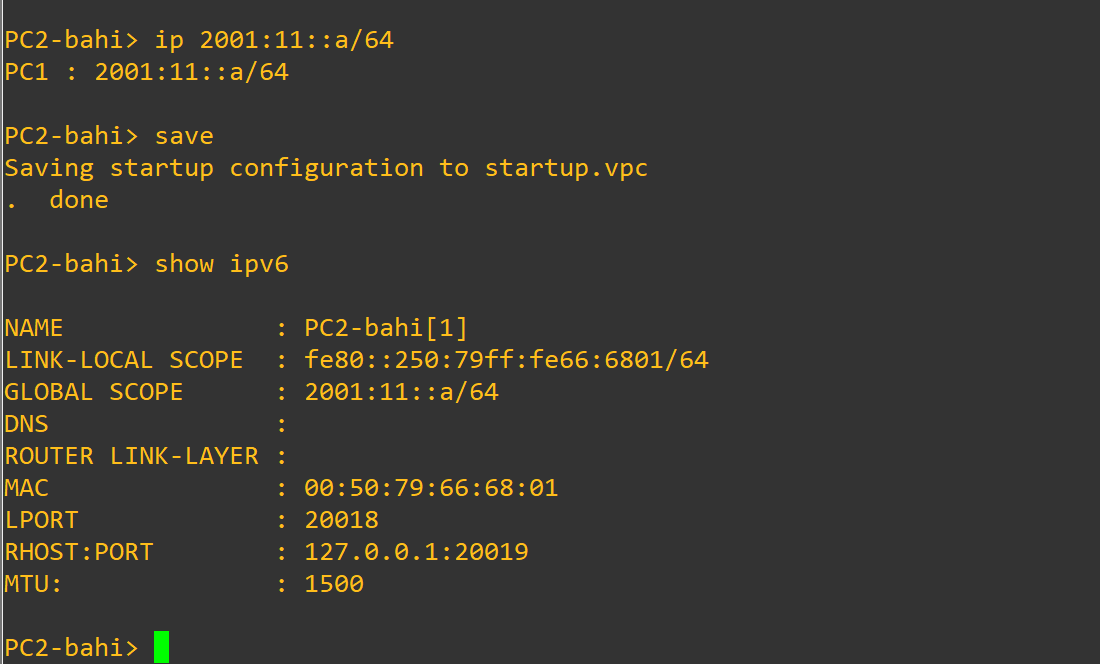 PC2-bahi> ip 2001:11::a/64
PC1 : 2001:11::a/64
PC2-bahi> save
Saving startup configuration to startup.vpc
.  done
PC2-bahi> show ipv6
NAME              : PC2-bahi[1]
LINK-LOCAL SCOPE  : fe80::250:79ff:fe66:6801/64
GLOBAL SCOPE      : 2001:11::a/64
DNS               :
ROUTER LINK-LAYER :
MAC               : 00:50:79:66:68:01
LPORT             : 20018
RHOST:PORT        : 127.0.0.1:20019
MTU:              : 1500
PC2-bahi>